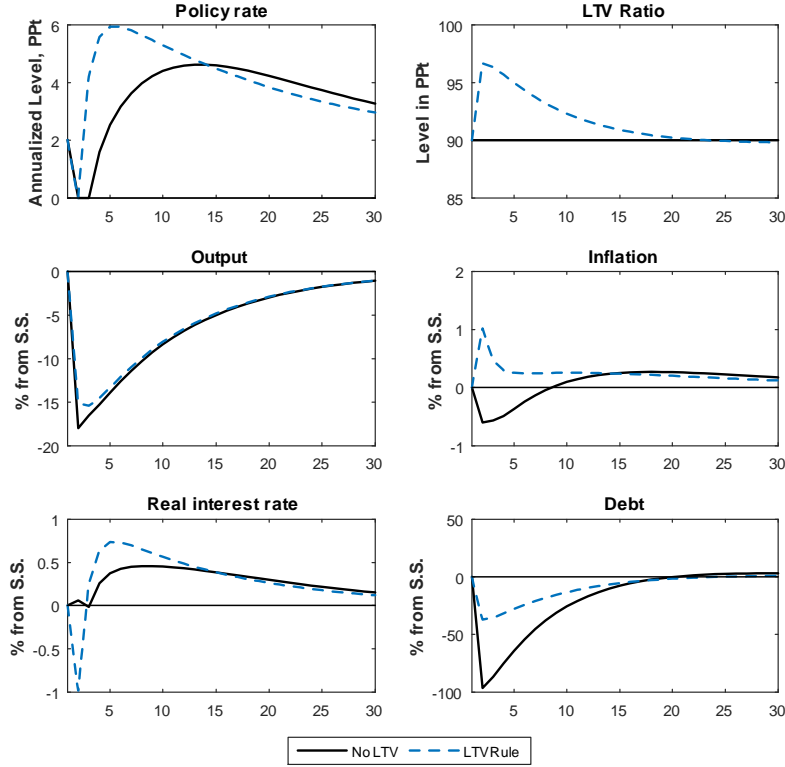 Policy rate
Annualized Level, PPt
6
4
2
0
5 10 15 20 25 30
LTV Ratio
Level in PPt
100
95
90
85
5 10 15 20 25 30
Output
% from S.S.
0
-5
-10
-15
-20
5 10 15 20 25 30
Inflation
% from S.S.
2
1
0
-1
5 10 15 20 25 30
Real interest rate
% from S.S.
1
0.5
0
0.5
-1
5 10 15 20 25 30
Debt
% from S.S.
50
0
-50
-100
5 10 15 20 25 30
No LTV LTV Rule